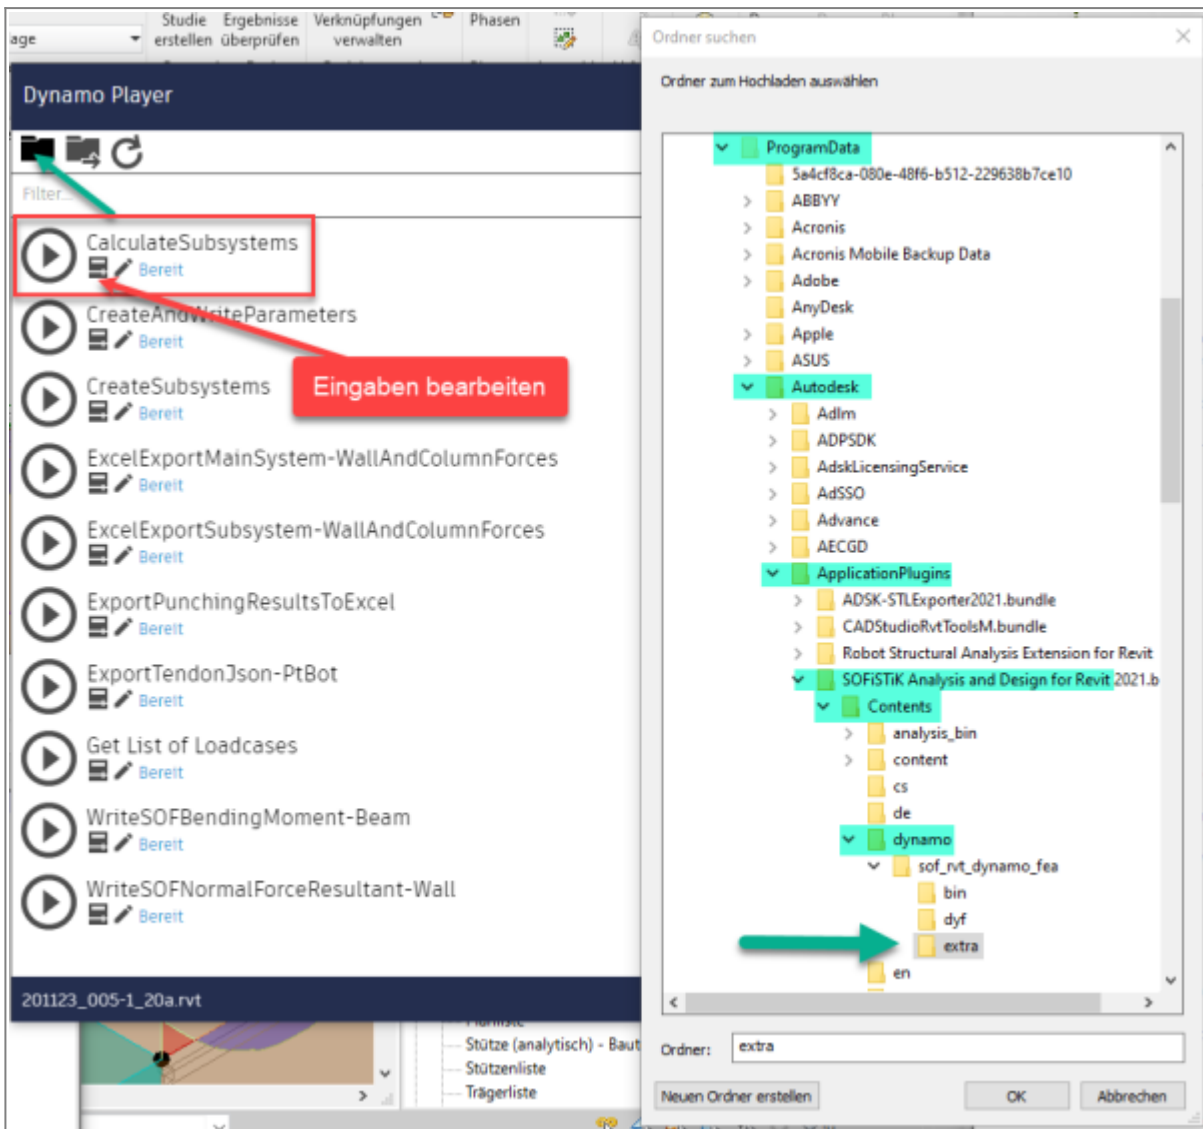 Studie Ergebnisse Verknüpfungen Phasen
age erstellen überprüfen verwalten
Dynamo Player
Filter...
CalculateSubsystems
Bereit
CreateAndWriteParameters
Bereit
Eingaben bearbeiten
CreateSubsystems
Bereit
ExcelExportMainSystem-WallAndColumnForces
Bereit
ExcelExportSubsystem-WallAndColumnForces
Bereit
ExportPunchingResultsToExcel
Bereit
ExportTendonJson-PtBot
Bereit
Get List of Loadcases
Bereit
WriteSOFBendingMoment-Beam
Bereit
WriteSOFNormalForceResultant-Wall
Bereit
201123_005-1_20a.rvt
Stütze (analytisch) - Baut
Stützenliste
Trägerliste
Ordner suchen
Ordner zum Hochladen auswählen
ProgramData
5a4cf8ca-080e-48f6-b512-229638b7ce10
ABBYY
Acronis
Acronis Mobile Backup Data
Adobe
AnyDesk
Apple
ASUS
Autodesk
Adlm
ADPSDK
AdskLicensingService
AdSSO
Advance
AECGD
ApplicationPlugins
ADSK-STLExporter2021.bundle
CADStudioRvtToolsM.bundle
Robot Structural Analysis Extension for Revit
SOFiSTiK Analysis and Design for Revit 2021.b
Contents
analysis_bin
content
cs
de
dynamo
sof_rvt_dynamo_fea
bin
dyf
extra
en
Ordner: extra
Neuen Ordner erstellen OK Abbrechen